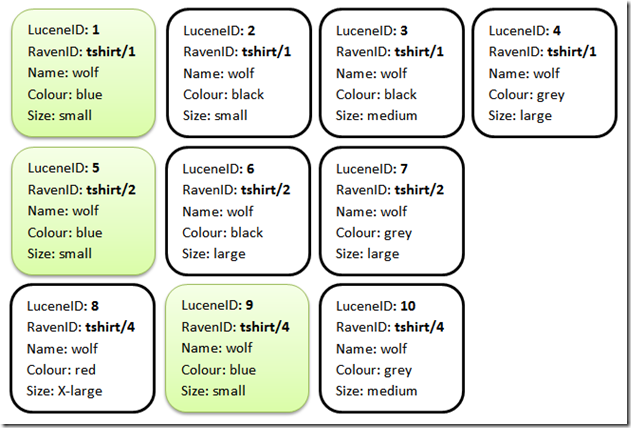 LuceneID: 1
RavenID: tshirt/1
Name: wolf
Colour: blue
Size: small
LuceneID: 2
RavenID: tshirt/1
Name: wolf
Colour: black
Size: small
LuceneID: 3
RavenID: tshirt/1
Name: wolf
Colour: black
Size: medium
LuceneID: 4
RavenID: tshirt/1
Name: wolf
Colour: grey
Size: large
LuceneID: 5
RavenID: tshirt/2
Name: wolf
Colour: blue
Size: small
LuceneID: 6
RavenID: tshirt/2
Name: wolf
Colour: black
Size: large
LuceneID: 7
RavenID: tshirt/2
Name: wolf
Colour: grey
Size: large
LuceneID: 8
RavenID: tshirt/4
Name: wolf
Colour: red
Size: X-large
LuceneID: 9
RavenID: tshirt/4
Name: wolf
Colour: blue
Size: small
LuceneID: 10
RavenID: tshirt/4
Name: wolf
Colour: grey
Size: medium